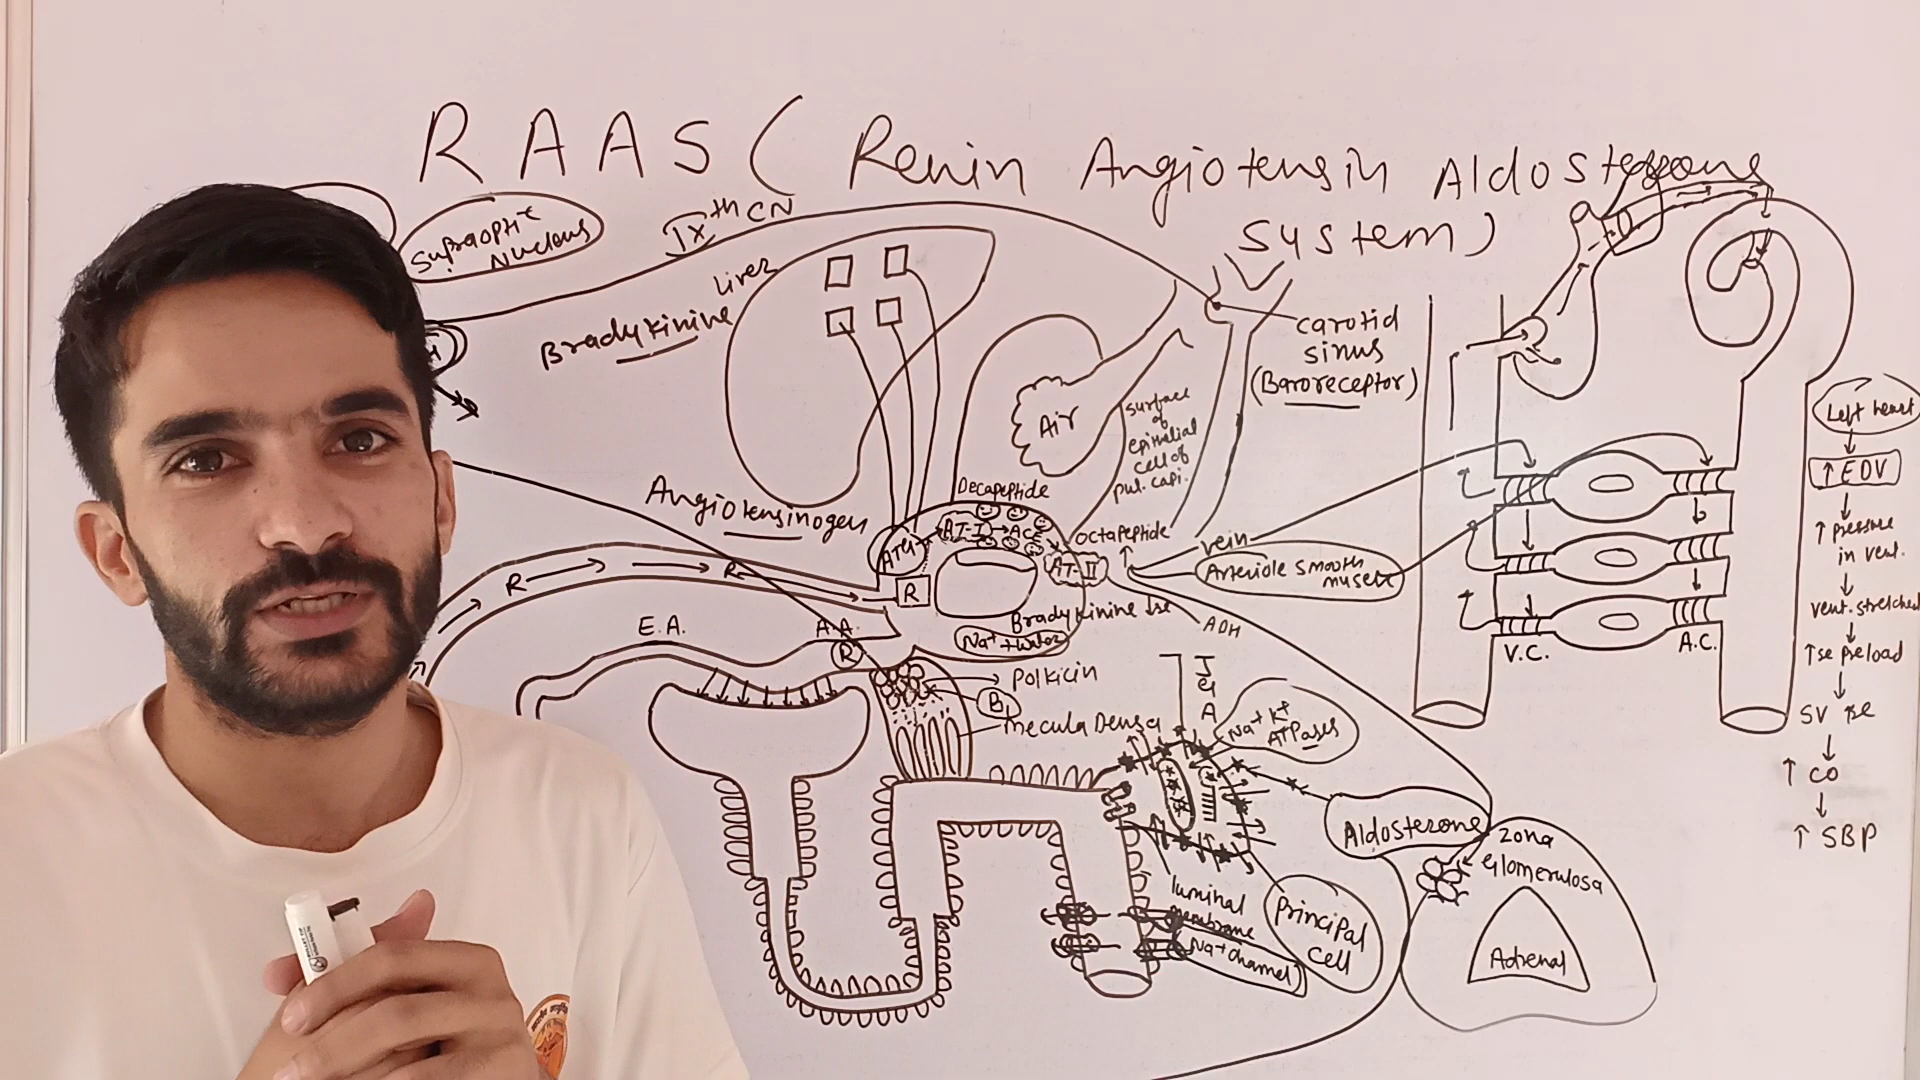 RAAS ( Renin Angiotensin Aldosterone
System)
Supraoptic
Nucleus
IXth CN
Liver
Bradykinine
Angiotensinogen
Air
surface
of
epithelial
cell of
pul. capi.
carotid
sinus
(Baroreceptor)
Decapeptide
AT-I → ACE
octapeptide
AT-II
vein
Arteriole smooth
muscle
Bradykinine ↓se
ADH
Na+ + water
R
R
R
E.A.
A.A.
R
Polkicin
B1
Mecula Densa
Na+ K+
ATPases
Aldosterone
Zona
Glomerulosa
Adrenal
luminal
membrane
Na+ channel
Principal
cell
V.C.
A.C.
Left heart
↓
↑ EDV
↓
↑ pressure
in vent.
↓
vent. stretched
↓
↑se preload
↓
SV ↑se
↓
↑ CO
↓
↑ SBP